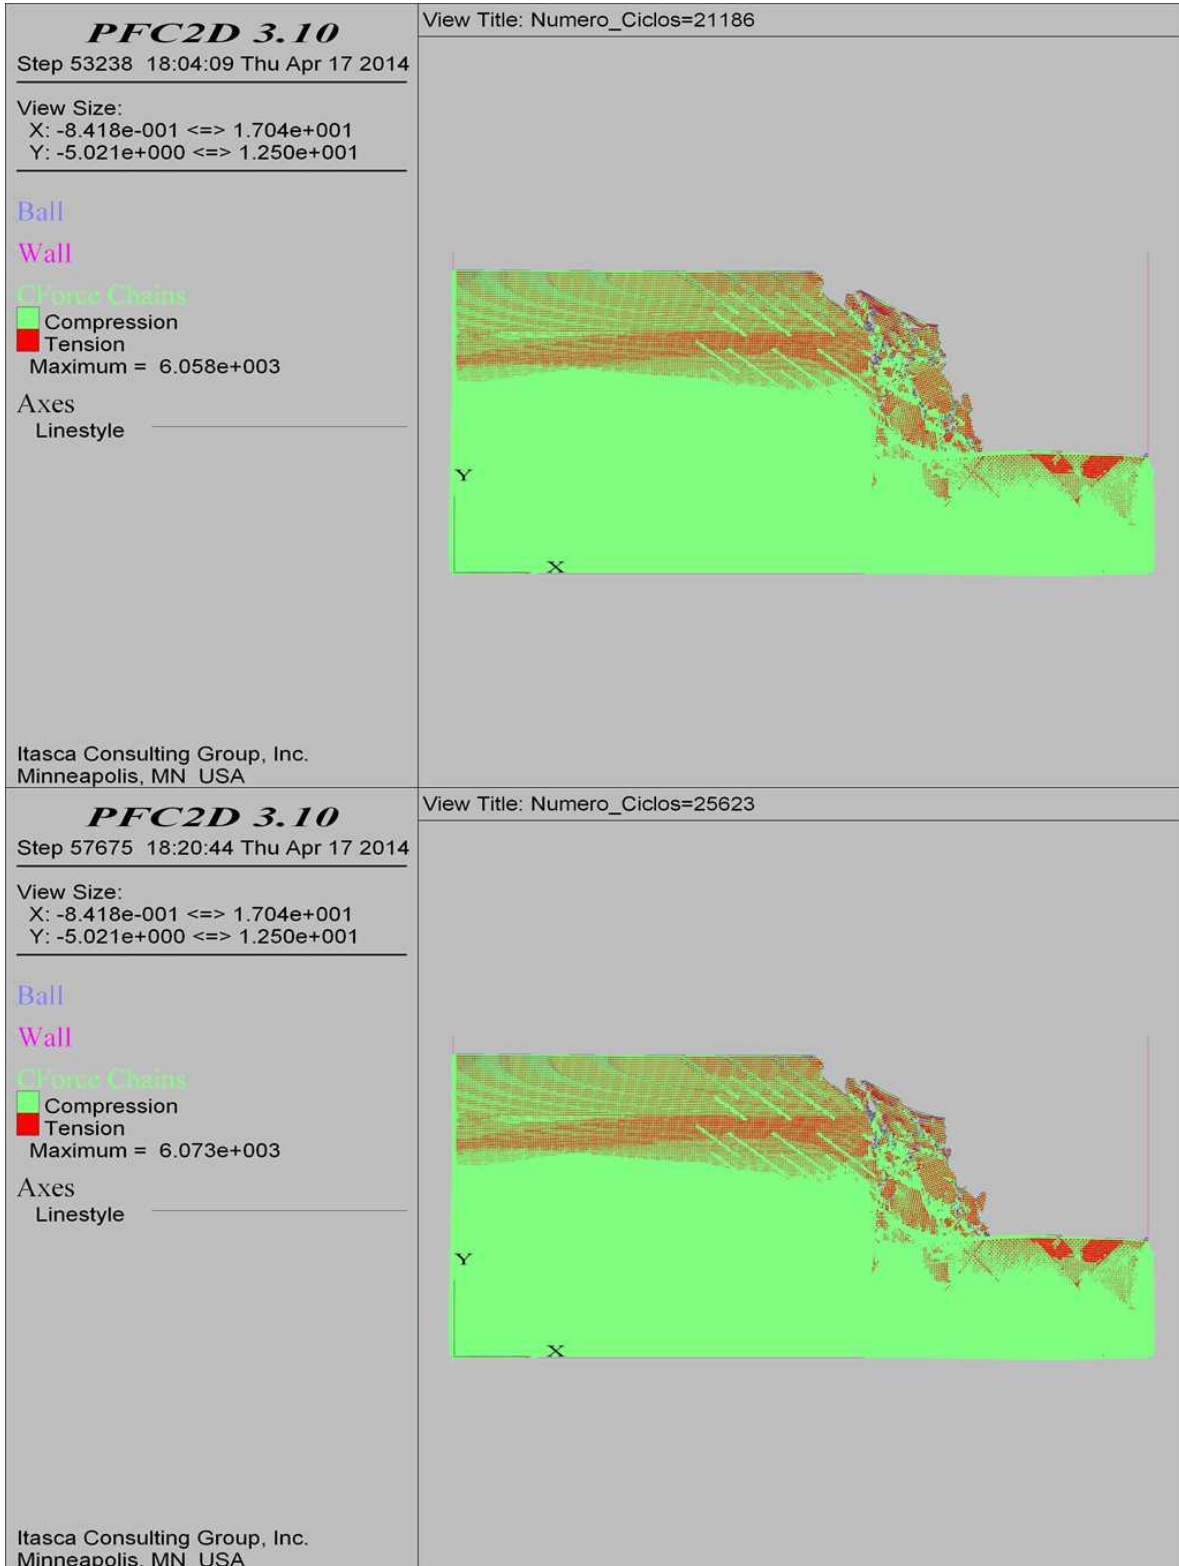 PFC2D 3.10
Step 53238 18:04:09 Thu Apr 17 2014
View Size:
X: -8.418e-001 <=> 1.704e+001
Y: -5.021e+000 <=> 1.250e+001
Ball
Wall
CForce Chains
Compression
Tension
Maximum = 6.058e+003
Axes
Linestyle
Itasca Consulting Group, Inc.
Minneapolis, MN USA
View Title: Numero_Ciclos=21186
Y
X
PFC2D 3.10
Step 57675 18:20:44 Thu Apr 17 2014
View Size:
X: -8.418e-001 <=> 1.704e+001
Y: -5.021e+000 <=> 1.250e+001
Ball
Wall
CForce Chains
Compression
Tension
Maximum = 6.073e+003
Axes
Linestyle
Itasca Consulting Group, Inc.
Minneapolis, MN USA
View Title: Numero_Ciclos=25623
Y
X